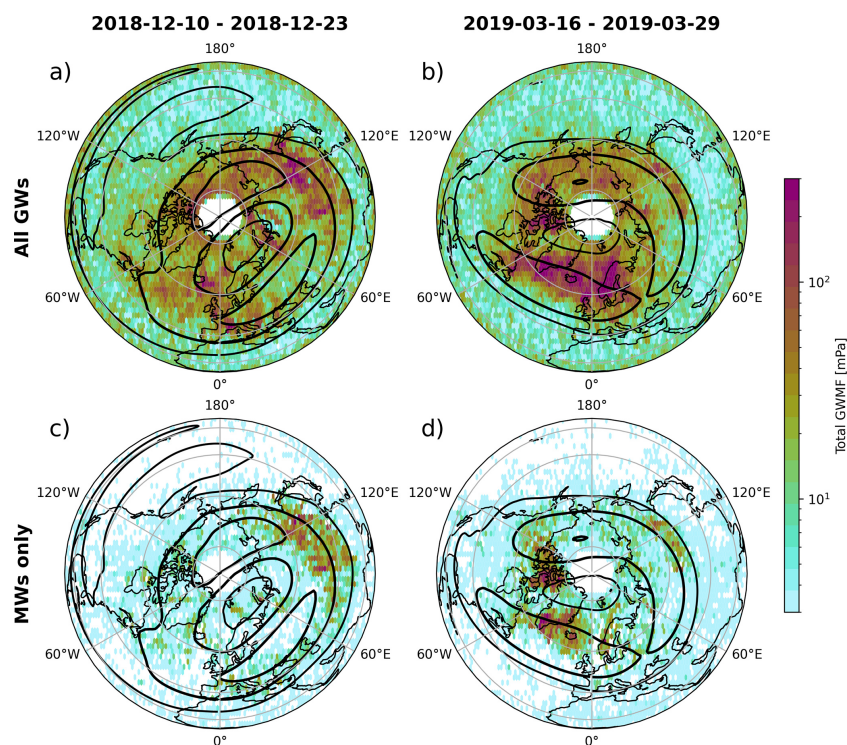 2018-12-10 - 2018-12-23
2019-03-16 - 2019-03-29
a)
180°
b)
180°
120°W
120°E
120°W
120°E
All GWs
60°W
60°E
60°W
60°E
0°
0°
10²
10¹
Total GWMF [mPa]
c)
180°
d)
180°
120°W
120°E
120°W
120°E
MWs only
60°W
60°E
60°W
60°E
0°
0°